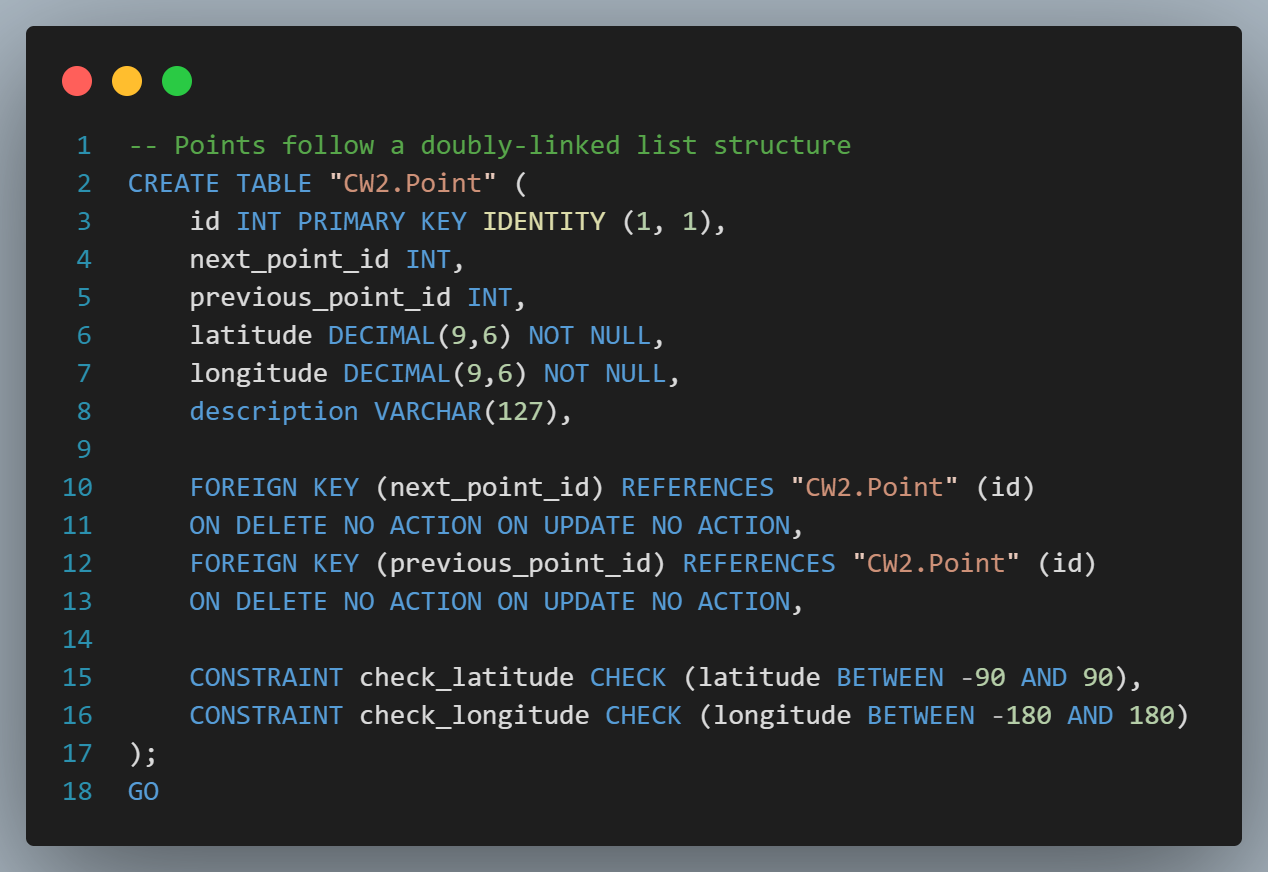 1 -- Points follow a doubly-linked list structure
2 CREATE TABLE "CW2.Point" (
3     id INT PRIMARY KEY IDENTITY (1, 1),
4     next_point_id INT,
5     previous_point_id INT,
6     latitude DECIMAL(9,6) NOT NULL,
7     longitude DECIMAL(9,6) NOT NULL,
8     description VARCHAR(127),
9
10     FOREIGN KEY (next_point_id) REFERENCES "CW2.Point" (id)
11     ON DELETE NO ACTION ON UPDATE NO ACTION,
12     FOREIGN KEY (previous_point_id) REFERENCES "CW2.Point" (id)
13     ON DELETE NO ACTION ON UPDATE NO ACTION,
14
15     CONSTRAINT check_latitude CHECK (latitude BETWEEN -90 AND 90),
16     CONSTRAINT check_longitude CHECK (longitude BETWEEN -180 AND 180)
17 );
18 GO